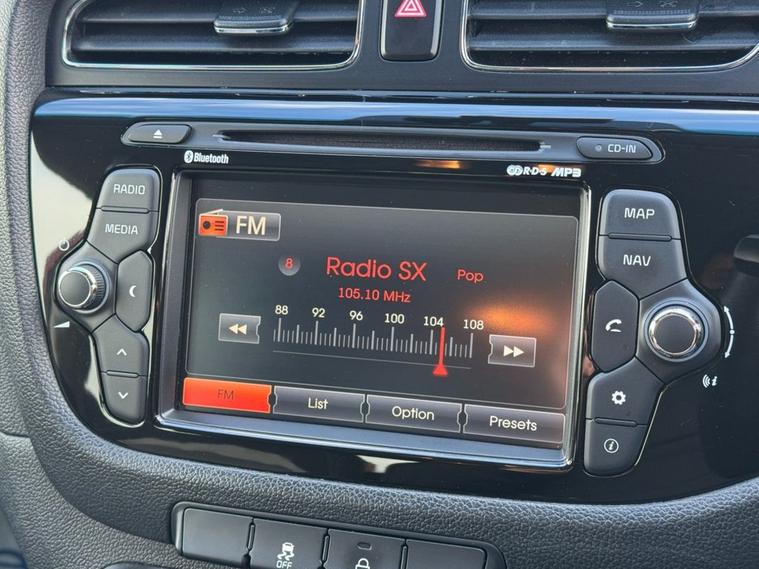 CD-IN
Bluetooth
R·D·S MP3
RADIO
MEDIA
FM
8 Radio SX Pop
105.10 MHz
88 92 96 100 104 108
FM List Option Presets
MAP
NAV
i
OFF